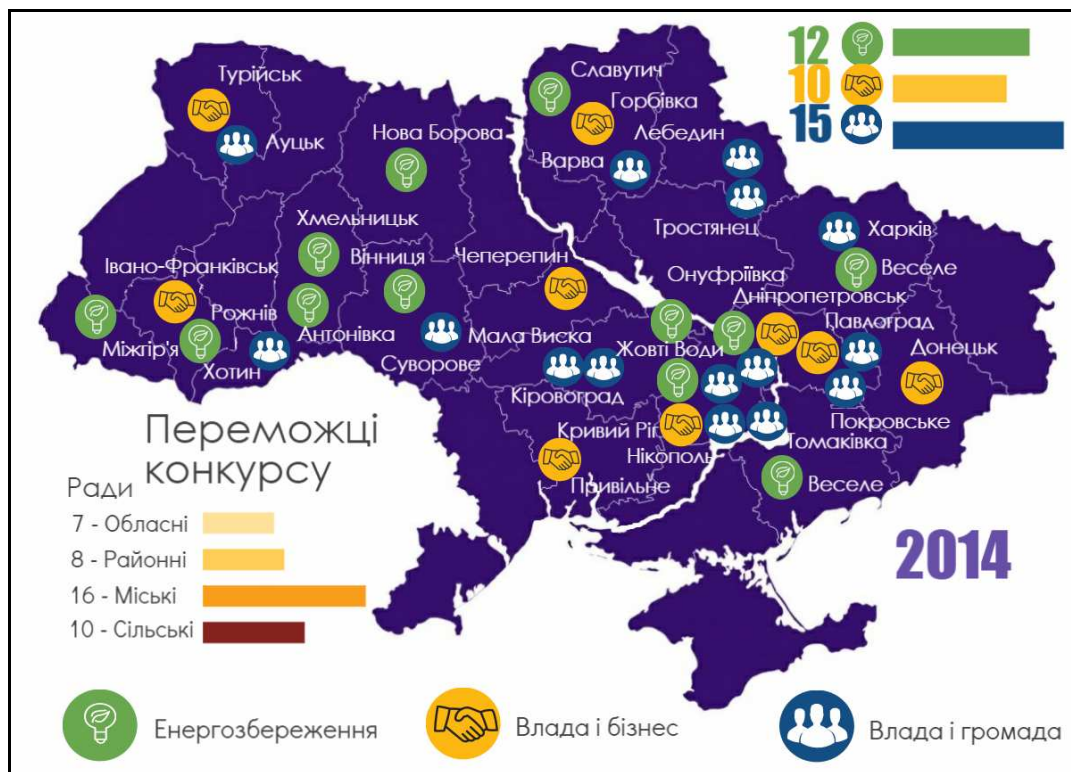 12
10
15
Турійськ
Луцьк
Нова Борова
Славутич
Горбівка
Лебедин
Варва
Тростянец
Харків
Веселе
Хмельницьк
Вінниця
Чеперепин
Онуфріївка
Івано-Франківськ
Рожнів
Антонівка
Дніпропетровськ
Павлоград
Міжгір'я
Хотин
Суворове
Мала Виска
Жовті Води
Донецьк
Кіровоград
Покровське
Кривий Ріг
Томаківка
Нікополь
Привільне
Веселе
Переможці
конкурсу
Ради
7 - Обласні
8 - Районні
16 - Міські
10 - Сільські
2014
Енергозбереження
Влада і бізнес
Влада і громада